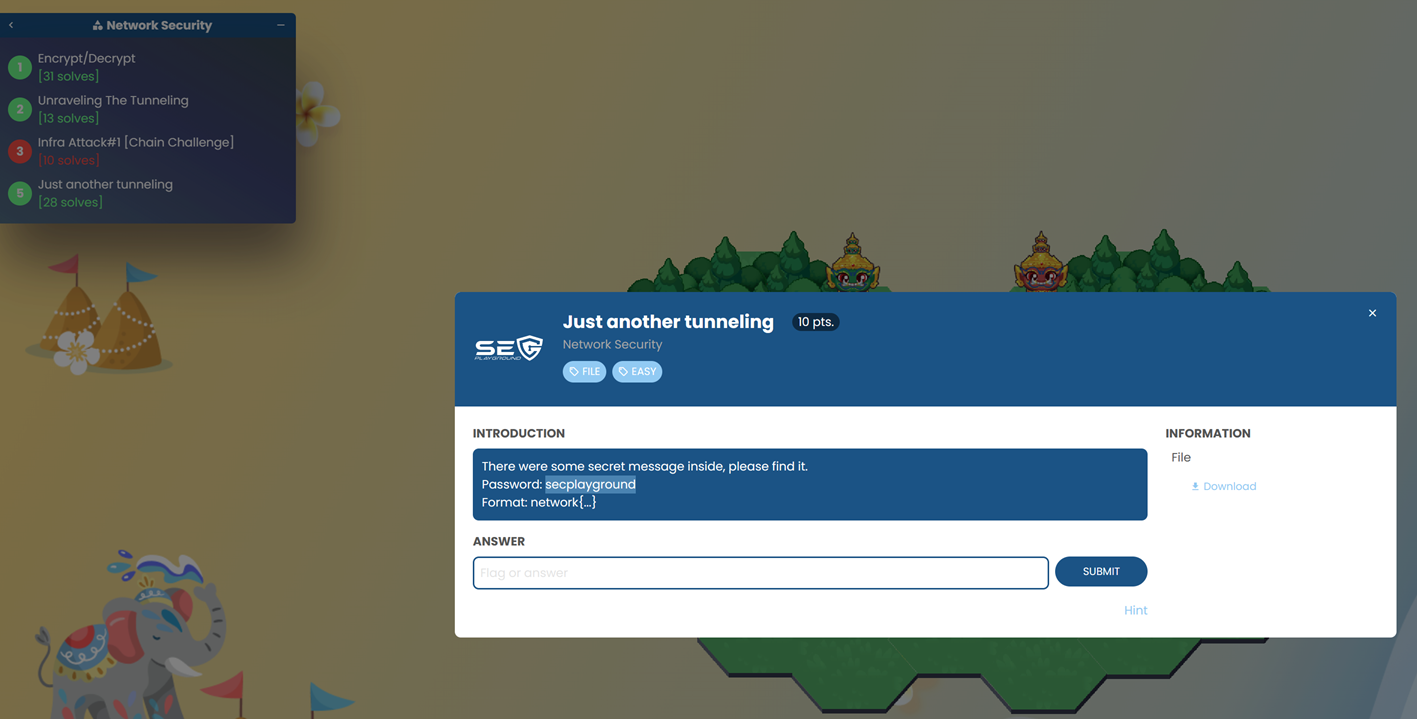 Network Security
1
Encrypt/Decrypt
[31 solves]
2
Unraveling The Tunneling
[13 solves]
3
Infra Attack#1 [Chain Challenge]
[10 solves]
5
Just another tunneling
[28 solves]
SEC
PLAYGROUND
Just another tunneling
10 pts.
Network Security
FILE
EASY
INTRODUCTION
There were some secret message inside, please find it.
Password: secplayground
Format: network{...}
ANSWER
Flag or answer
SUBMIT
Hint
INFORMATION
File
Download